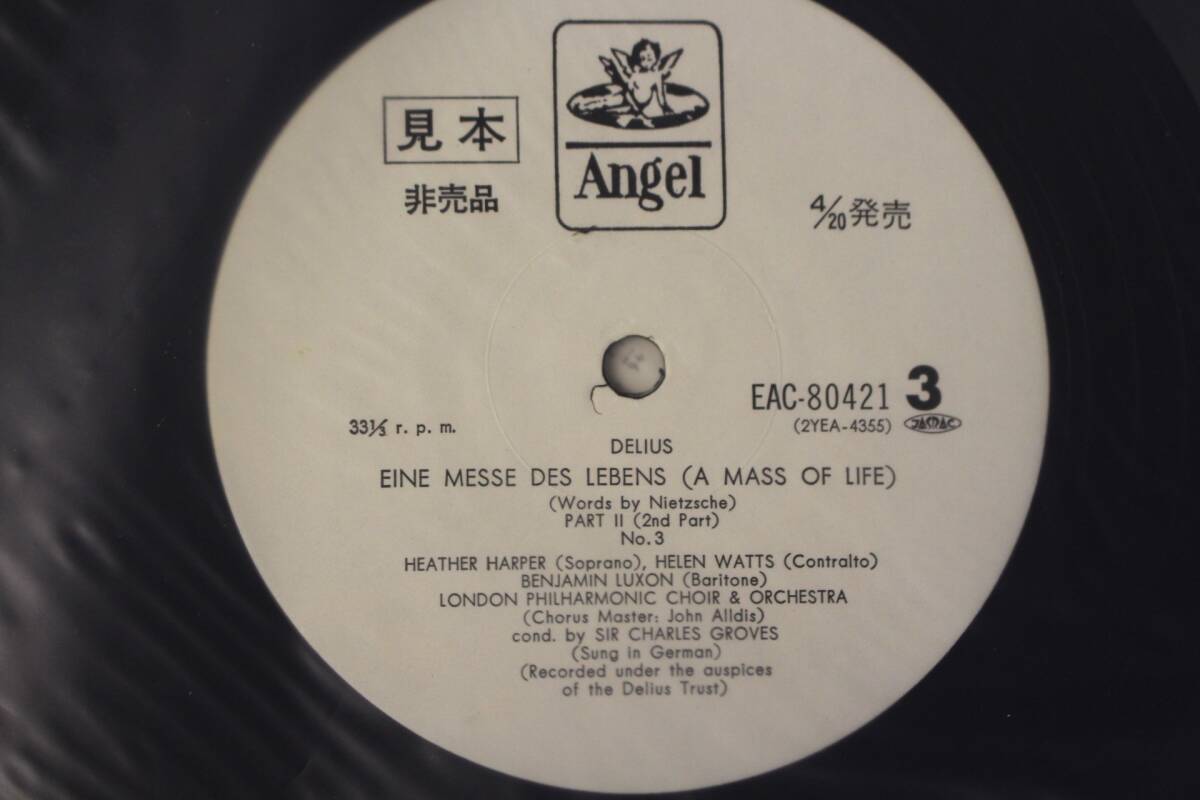 見本
非売品
Angel
4/20発売
EAC-80421 3
(2YEA-4355) JASRAC
33⅓ r. p. m.
DELIUS
EINE MESSE DES LEBENS (A MASS OF LIFE)
(Words by Nietzsche)
PART II (2nd Part)
No.3
HEATHER HARPER (Soprano), HELEN WATTS (Contralto)
BENJAMIN LUXON (Baritone)
LONDON PHILHARMONIC CHOIR & ORCHESTRA
(Chorus Master: John Alldis)
cond. by SIR CHARLES GROVES
(Sung in German)
(Recorded under the auspices
of the Delius Trust)